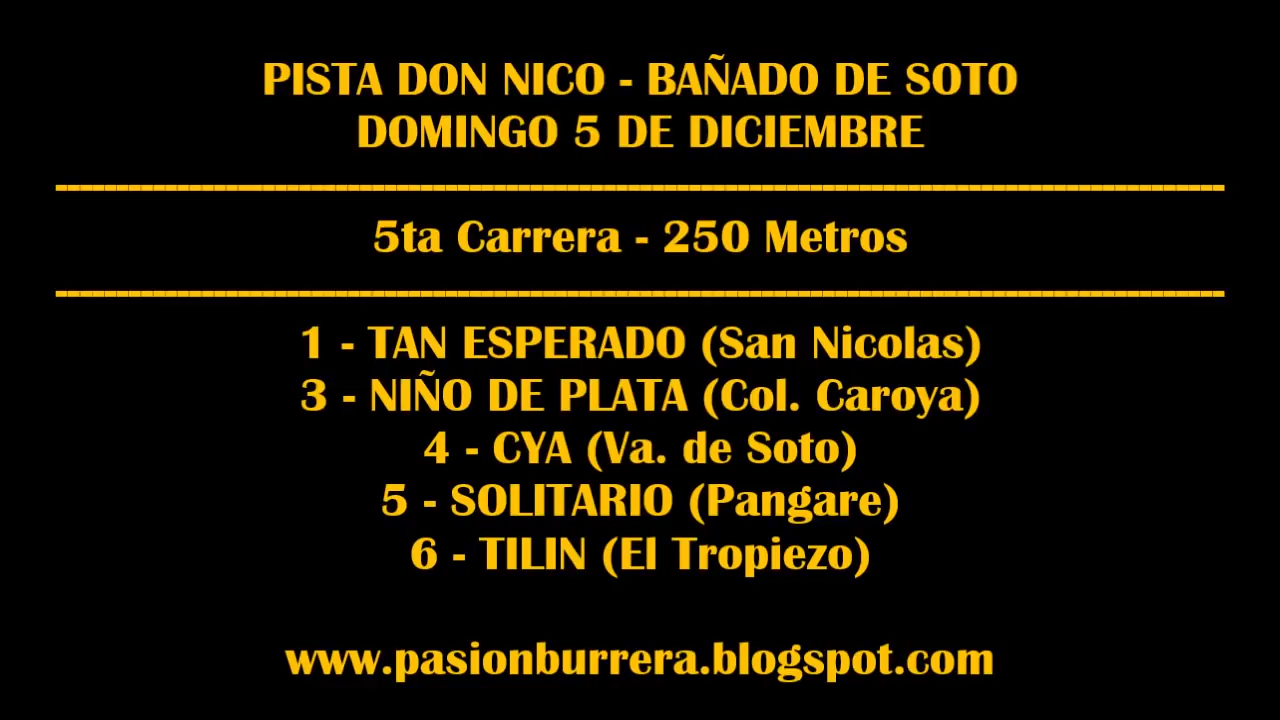 PISTA DON NICO - BAÑADO DE SOTO
DOMINGO 5 DE DICIEMBRE
5ta Carrera - 250 Metros
1 - TAN ESPERADO (San Nicolas)
3 - NIÑO DE PLATA (Col. Caroya)
4 - CYA (Va. de Soto)
5 - SOLITARIO (Pangare)
6 - TILIN (El Tropiezo)
www.pasionburrera.blogspot.com